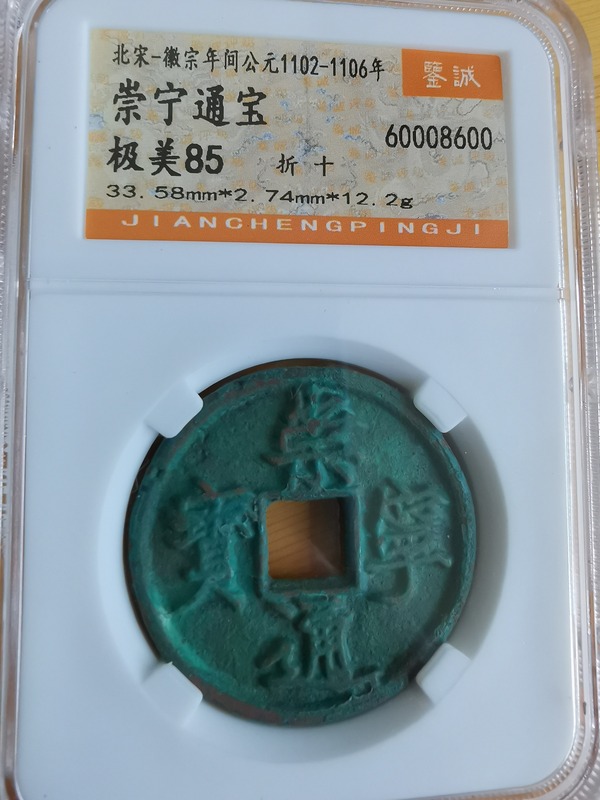 北宋-徽宗年间公元1102-1106年
鑒誠
崇宁通宝
60008600
极美85 折十
33.58mm*2.74mm*12.2g
JIANCHENGPINGJI
崇
寶 寧
通